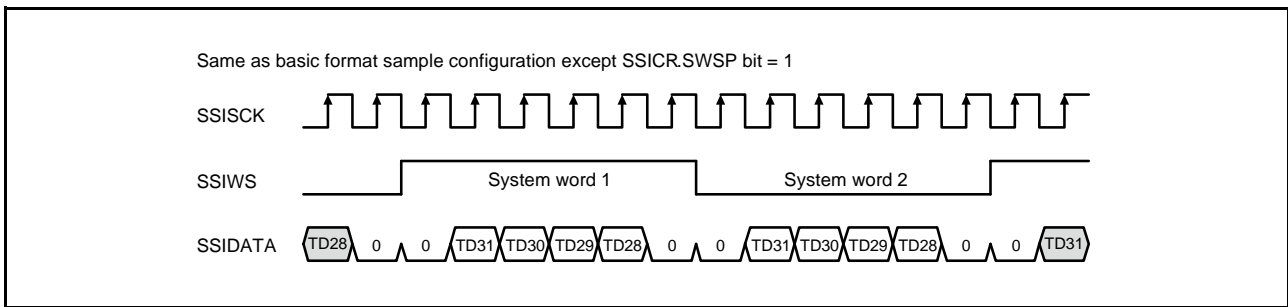 Same as basic format sample configuration except SSICR.SWSP bit = 1
SSISCK
SSIWS System word 1 System word 2
SSIDATA TD28 0 0 TD31 TD30 TD29 TD28 0 0 TD31 TD30 TD29 TD28 0 0 TD31